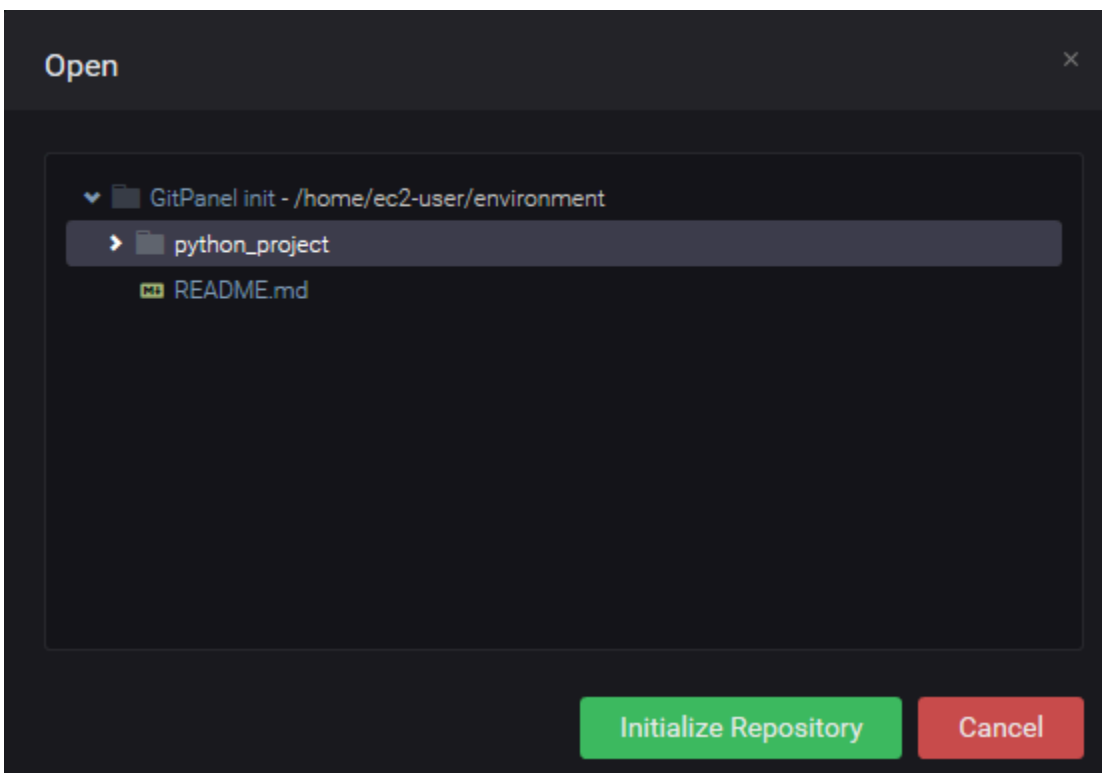 Open
GitPanel init - /home/ec2-user/environment
python_project
README.md
Initialize Repository
Cancel